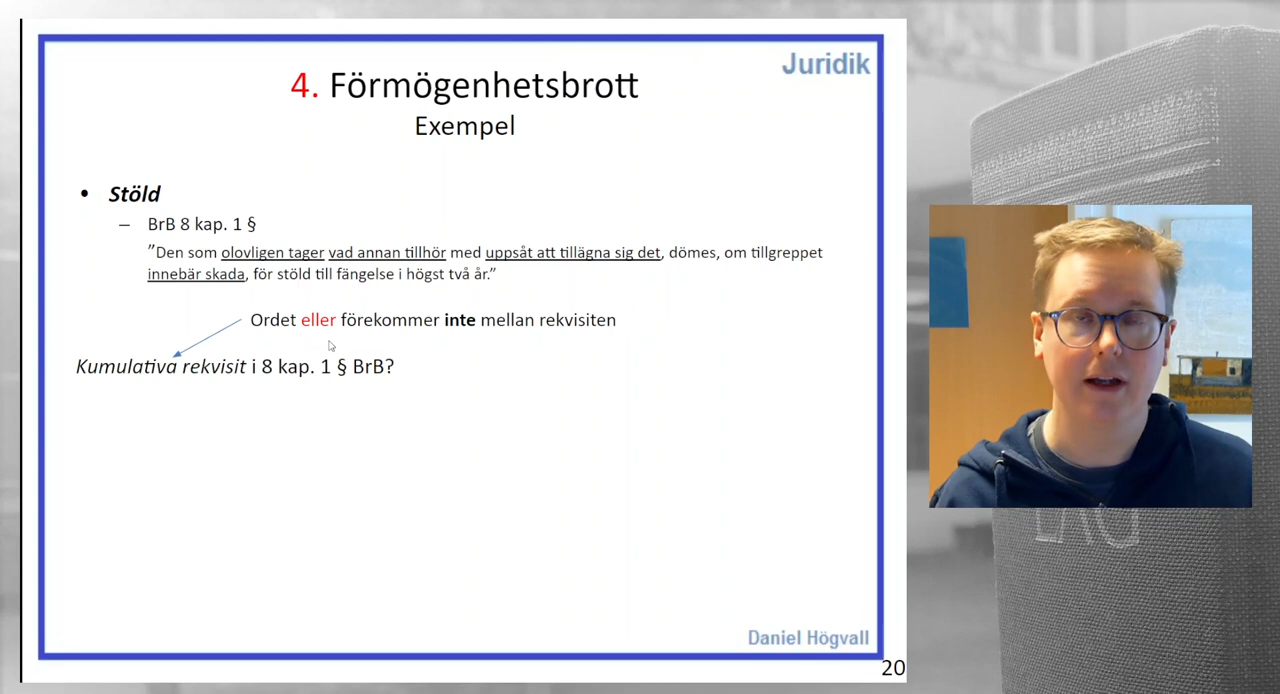 Juridik
4. Förmögenhetsbrott
Exempel
• Stöld
– BrB 8 kap. 1 §
”Den som olovligen tager vad annan tillhör med uppsåt att tillägna sig det, dömes, om tillgreppet
innebär skada, för stöld till fängelse i högst två år.”
Ordet eller förekommer inte mellan rekvisiten
Kumulativa rekvisit i 8 kap. 1 § BrB?
Daniel Högvall
20